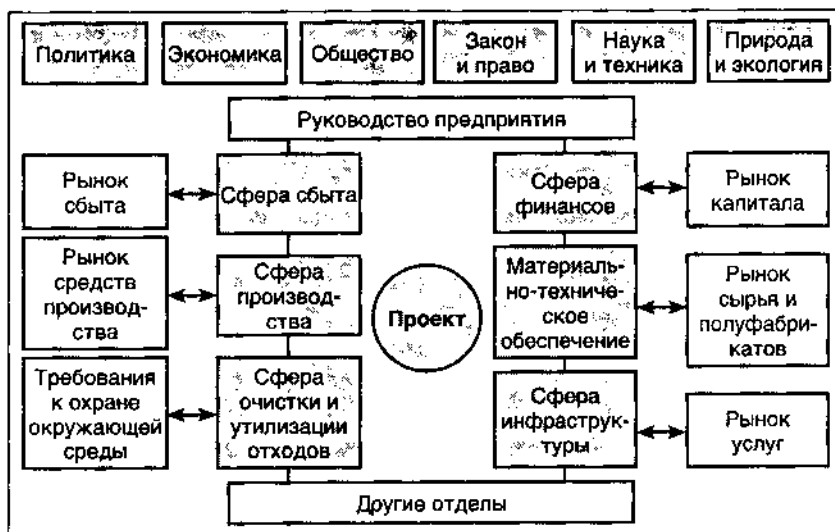 Политика
Экономика
Общество
Закон
и право
Наука
и техника
Природа
и экология
Руководство предприятия
Рынок
сбыта
Сфера сбыта
Сфера
финансов
Рынок
капитала
Рынок
средств
производ-
ства
Сфера
производ-
ства
Проект
Материаль-
но-техниче-
ское
обеспечение
Рынок
сырья и
полуфабри-
катов
Требования
к охране
окружающей
среды
Сфера
очистки и
утилизации
отходов
Сфера
инфраструк-
туры
Рынок
услуг
Другие отделы